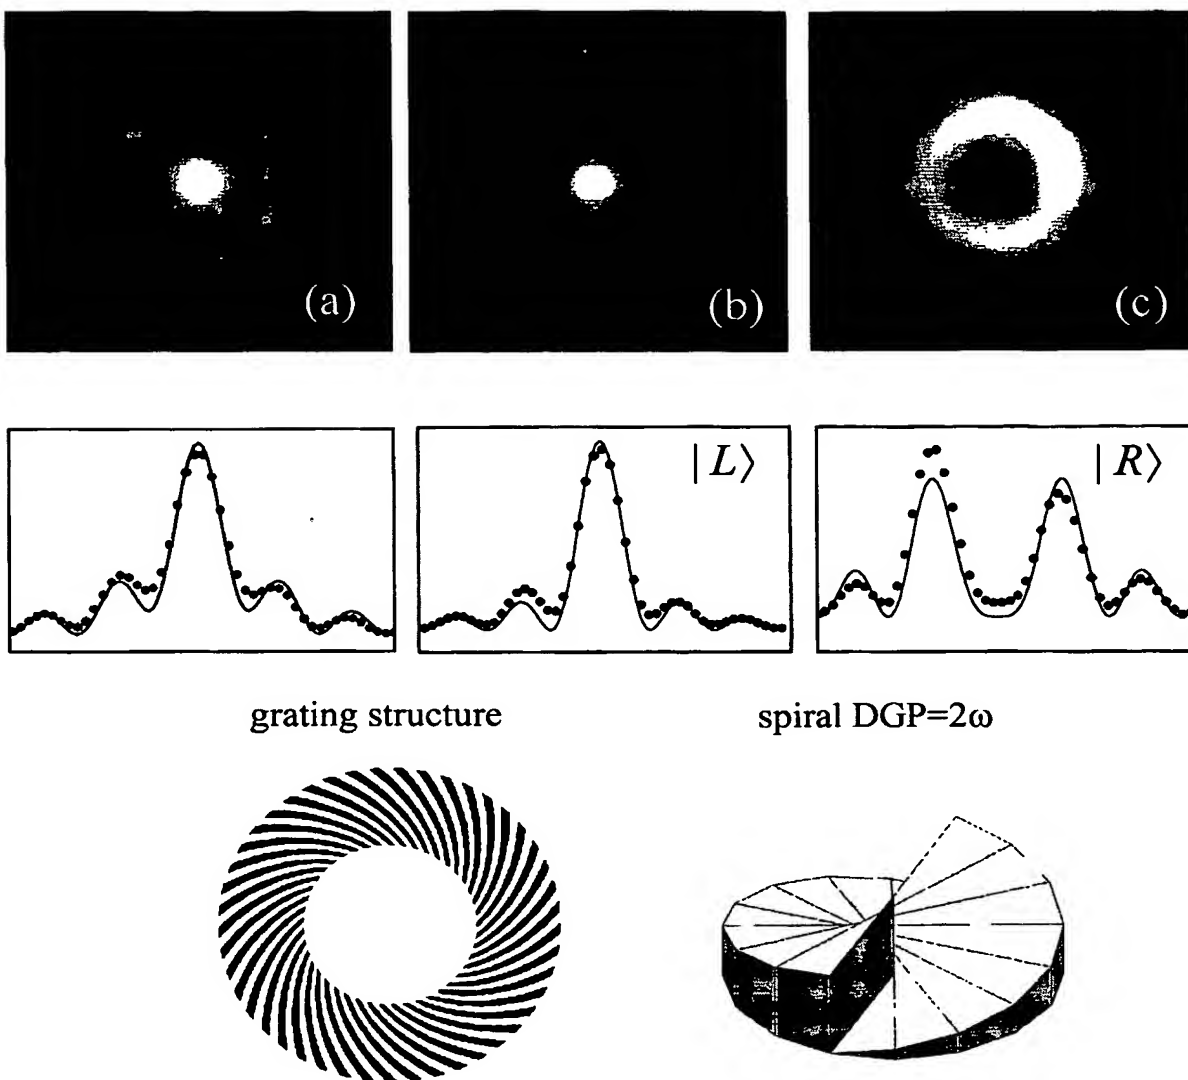 (a)
(b)
(c)
|L⟩
|R⟩
grating structure
spiral DGP=2ω